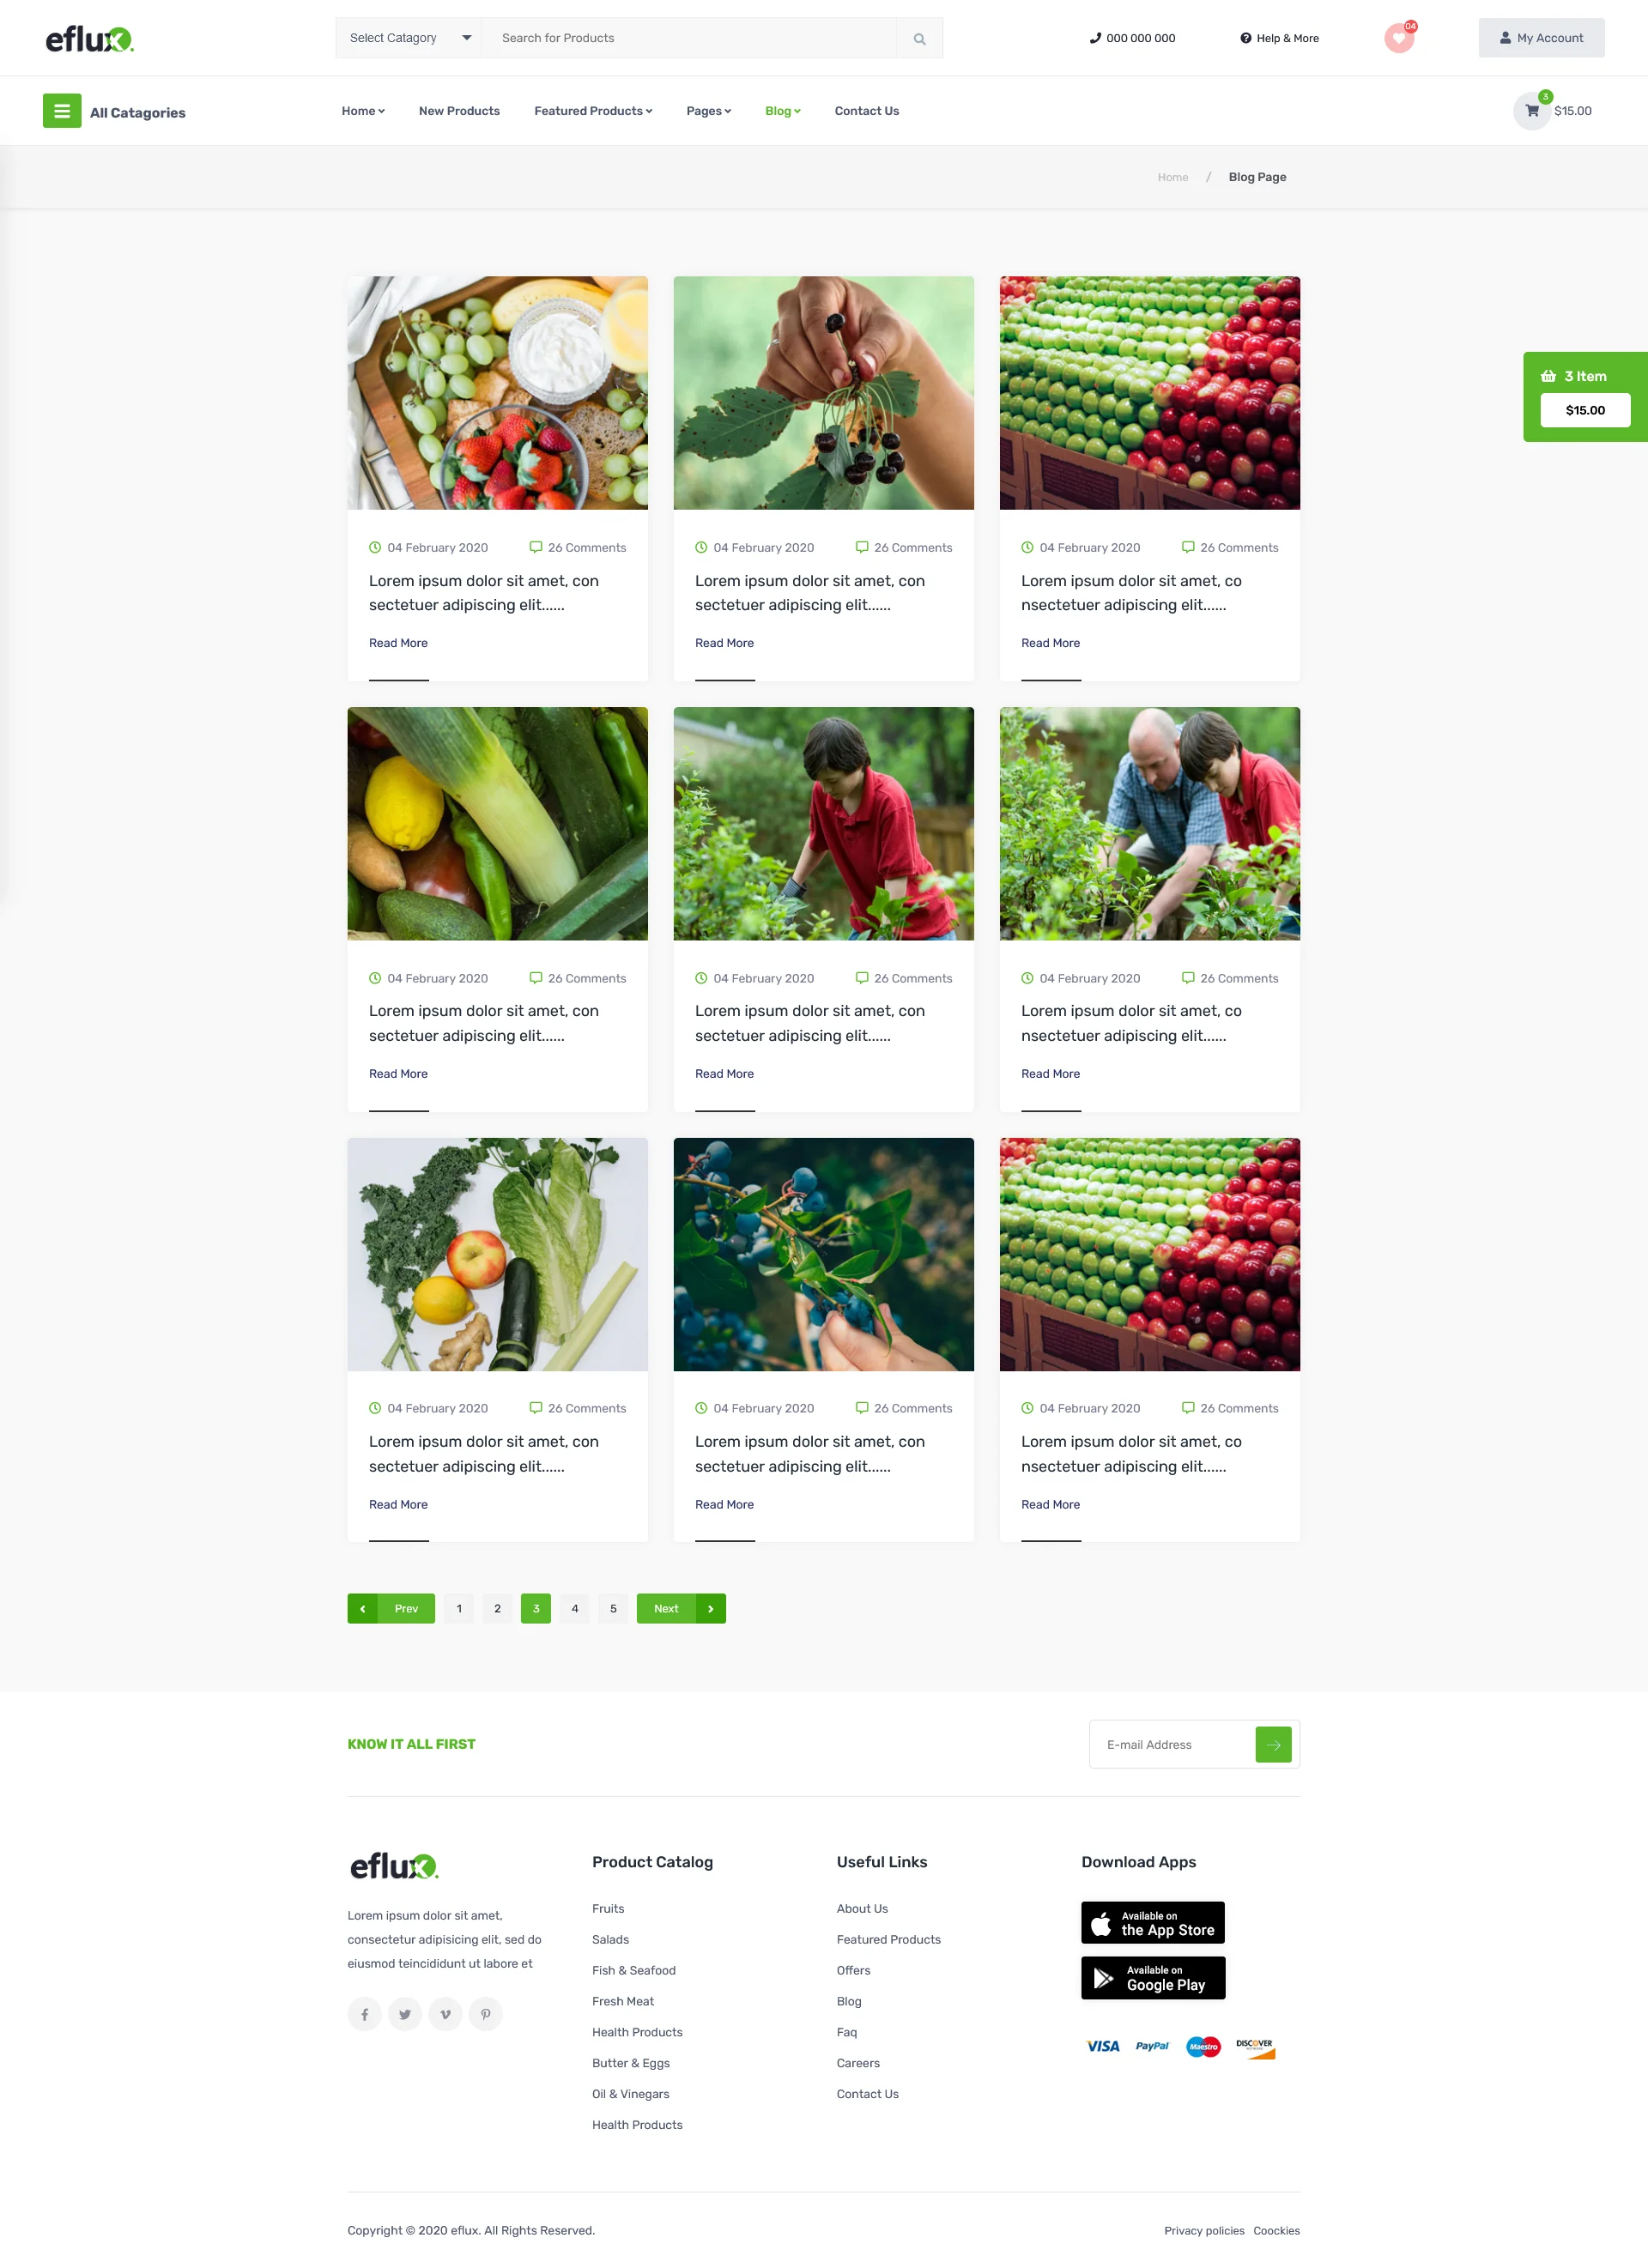 eflux.
Select Catagory
Search for Products
000 000 000
Help & More
04
My Account
All Catagories
Home
New Products
Featured Products
Pages
Blog
Contact Us
3
$15.00
Home / Blog Page
3 Item
$15.00
04 February 2020 26 Comments
Lorem ipsum dolor sit amet, con
sectetuer adipiscing elit......
Read More
04 February 2020 26 Comments
Lorem ipsum dolor sit amet, con
sectetuer adipiscing elit......
Read More
04 February 2020 26 Comments
Lorem ipsum dolor sit amet, co
nsectetuer adipiscing elit......
Read More
04 February 2020 26 Comments
Lorem ipsum dolor sit amet, con
sectetuer adipiscing elit......
Read More
04 February 2020 26 Comments
Lorem ipsum dolor sit amet, con
sectetuer adipiscing elit......
Read More
04 February 2020 26 Comments
Lorem ipsum dolor sit amet, co
nsectetuer adipiscing elit......
Read More
04 February 2020 26 Comments
Lorem ipsum dolor sit amet, con
sectetuer adipiscing elit......
Read More
04 February 2020 26 Comments
Lorem ipsum dolor sit amet, con
sectetuer adipiscing elit......
Read More
04 February 2020 26 Comments
Lorem ipsum dolor sit amet, co
nsectetuer adipiscing elit......
Read More
Prev 1 2 3 4 5 Next
KNOW IT ALL FIRST
E-mail Address
eflux.
Lorem ipsum dolor sit amet,
consectetur adipisicing elit, sed do
eiusmod teincididunt ut labore et
Product Catalog
Fruits
Salads
Fish & Seafood
Fresh Meat
Health Products
Butter & Eggs
Oil & Vinegars
Health Products
Useful Links
About Us
Featured Products
Offers
Blog
Faq
Careers
Contact Us
Download Apps
Available on
the App Store
Available on
Google Play
VISA
PayPal
Maestro
DISCOVER
Copyright © 2020 eflux. All Rights Reserved.
Privacy policies Coockies